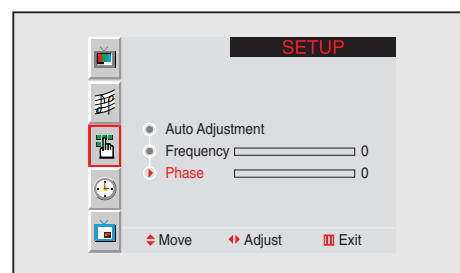 SETUP
Auto Adjustment
Frequency 0
Phase 0
Move Adjust Exit